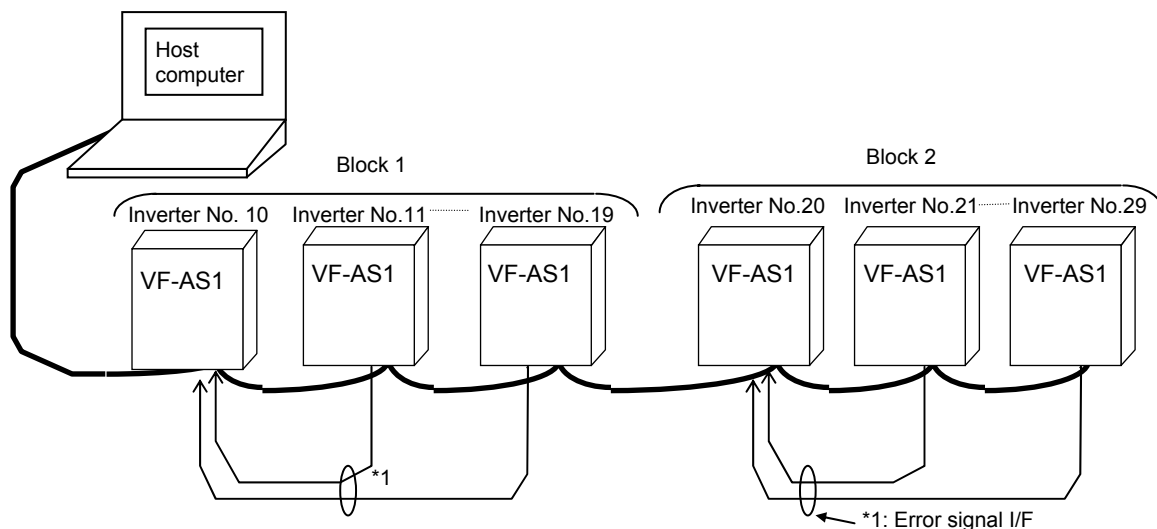 Host
computer
Block 1
Block 2
Inverter No. 10
Inverter No.11
Inverter No.19
Inverter No.20
Inverter No.21
Inverter No.29
VF-AS1
VF-AS1
VF-AS1
VF-AS1
VF-AS1
VF-AS1
*1
*1: Error signal I/F